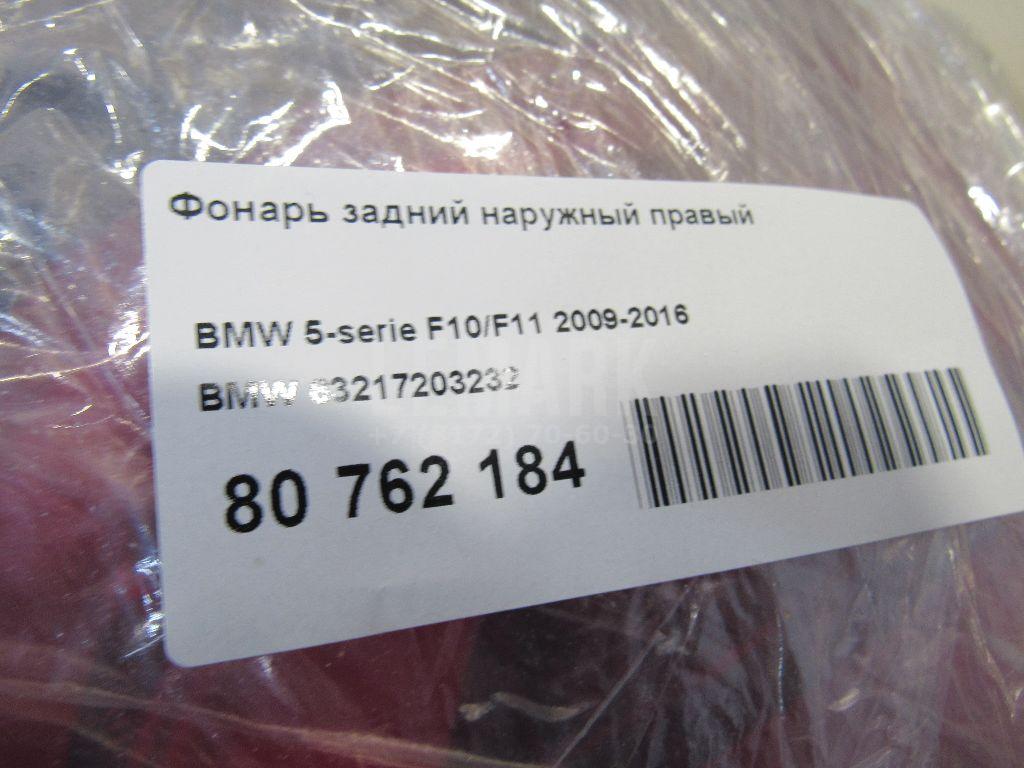 Фонарь задний наружный правый
BMW 5-serie F10/F11 2009-2016
BMW 63217203232
80 762 184